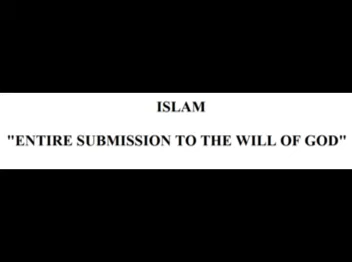 ISLAM
"ENTIRE SUBMISSION TO THE WILL OF GOD"